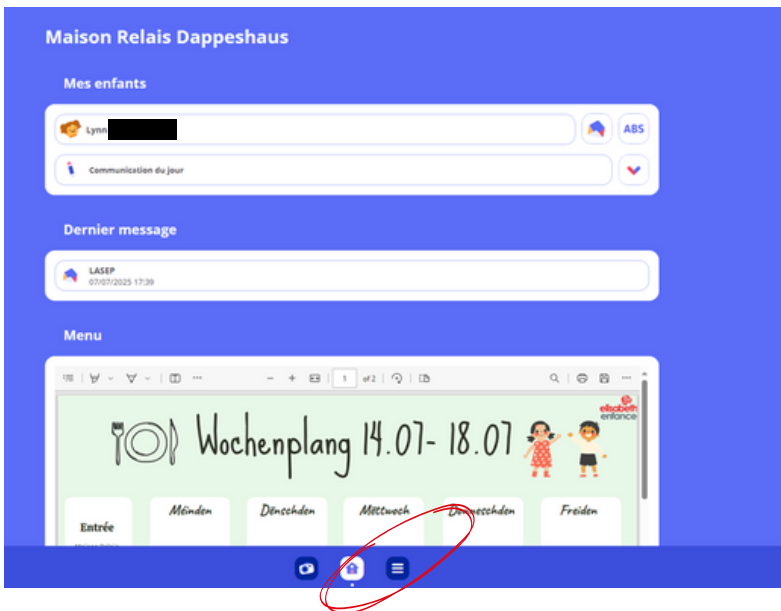 Maison Relais Dappeshaus
Mes enfants
Lynn
ABS
Communication du jour
Dernier message
LASEP
07/07/2025 17:39
Menu
1 of 2
elisabeth
enfance
Wochenplang 14.07- 18.07
Méinden Dënschden Mëttwoch Donneschden Freiden
Entrée